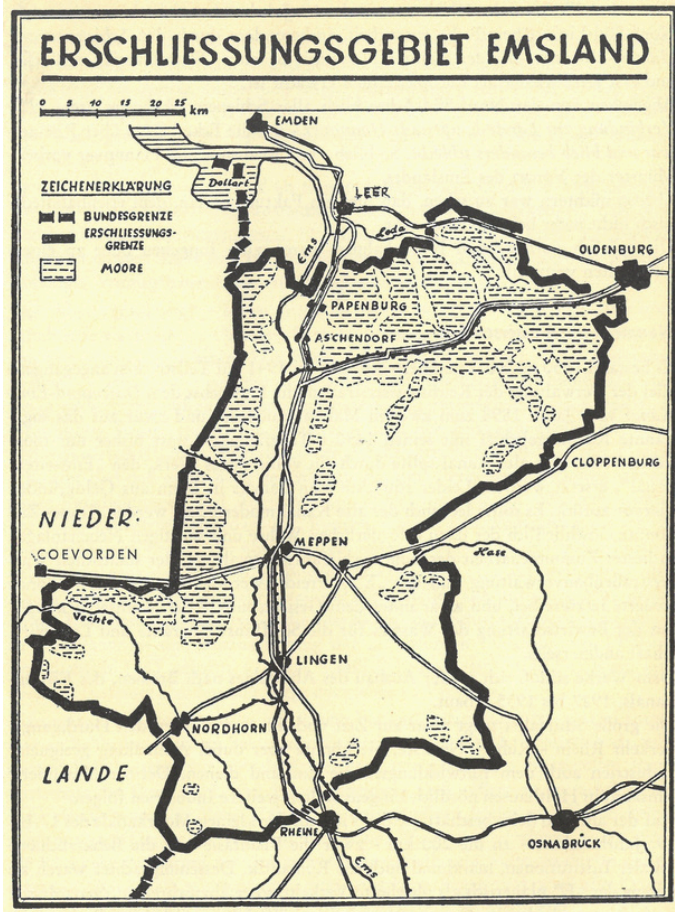 ERSCHLIESSUNGSGEBIET EMSLAND
0 5 10 15 20 25 km
EMDEN
Dollart
ZEICHENERKLÄRUNG
BUNDESGRENZE
ERSCHLIESSUNGS-
GRENZE
MOORE
LEER
Leda
Ems
OLDENBURG
PAPENBURG
ASCHENDORF
CLOPPENBURG
NIEDER-
COEVORDEN
MEPPEN
Hase
Vechte
LINGEN
NORDHORN
LANDE
RHEINE
OSNABRÜCK
Ems